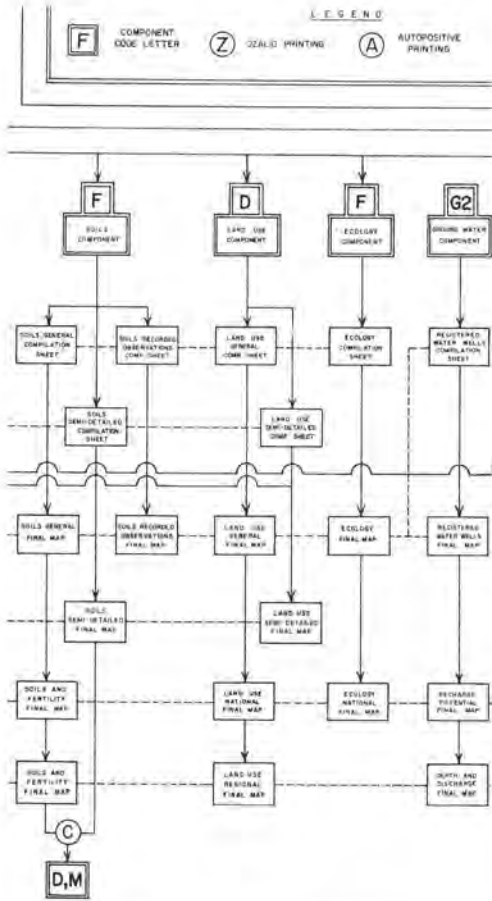 LEGEND
F COMPONENT
CODE LETTER
Z OZALID PRINTING
A AUTOPOSITIVE
PRINTING
F
SOILS
COMPONENT
D
LAND USE
COMPONENT
F
ECOLOGY
COMPONENT
G2
GROUND WATER
COMPONENT
SOILS GENERAL
COMPILATION
SHEET
SOILS RECORDED
OBSERVATIONS
COMP. SHEET
LAND USE
GENERAL
COMP. SHEET
ECOLOGY
COMPILATION
SHEET
REGISTERED
WATER WELLS
COMPILATION
SHEET
SOILS
SEMI-DETAILED
COMPILATION
SHEET
LAND USE
SEMI-DETAILED
COMP. SHEET
SOILS GENERAL
FINAL MAP
SOILS RECORDED
OBSERVATIONS
FINAL MAP
LAND USE
GENERAL
FINAL MAP
ECOLOGY
FINAL MAP
REGISTERED
WATER WELLS
FINAL MAP
SOILS
SEMI-DETAILED
FINAL MAP
LAND USE
SEMI-DETAILED
FINAL MAP
SOILS AND
FERTILITY
FINAL MAP
LAND USE
NATIONAL
FINAL MAP
ECOLOGY
NATIONAL
FINAL MAP
RECHARGE
POTENTIAL
FINAL MAP
SOILS AND
FERTILITY
FINAL MAP
LAND USE
REGIONAL
FINAL MAP
DEPTH AND
DISCHARGE
FINAL MAP
C
D,M